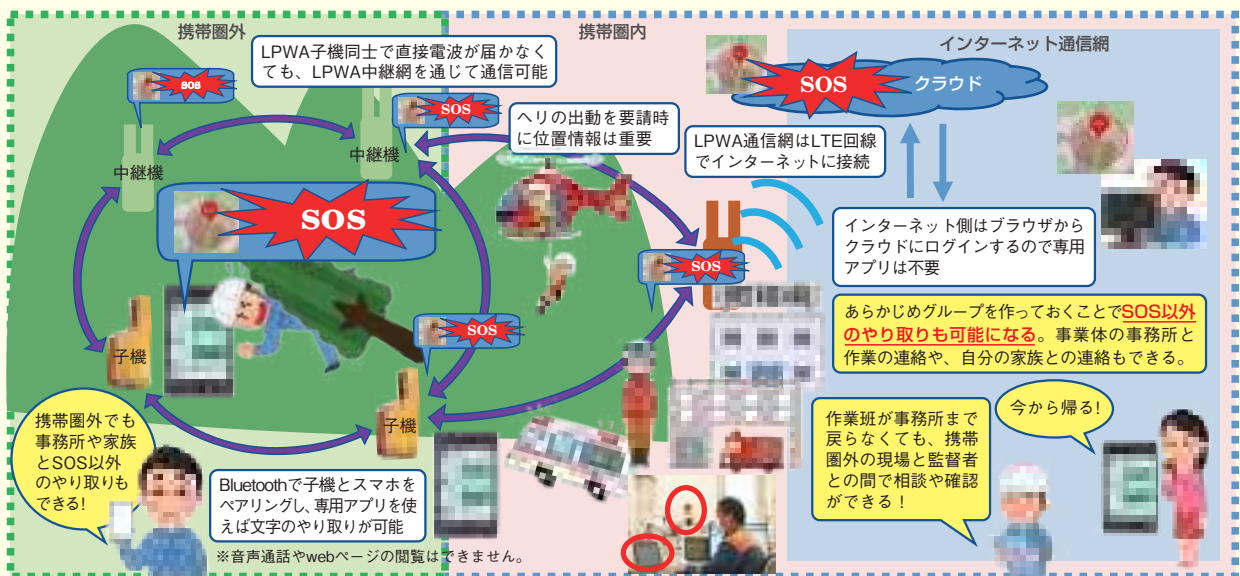 携帯圏外
携帯圏内
インターネット通信網
LPWA子機同士で直接電波が届かなく
ても、LPWA中継網を通じて通信可能
SOS
SOS
SOS
クラウド
ヘリの出動を要請時
に位置情報は重要
LPWA通信網はLTE回線
でインターネットに接続
中継機
中継機
SOS
SOS
SOS
インターネット側はブラウザから
クラウドにログインするので専用
アプリは不要
あらかじめグループを作っておくことでSOS以外
のやり取りも可能になる。事業体の事務所と
作業の連絡や、自分の家族との連絡もできる。
子機
子機
携帯圏外でも
事務所や家族
とSOS以外
のやり取りも
できる!
Bluetoothで子機とスマホを
ペアリングし、専用アプリを使
えば文字のやり取りが可能
※音声通話やwebページの閲覧はできません。
作業班が事務所まで
戻らなくても、携帯
圏外の現場と監督者
との間で相談や確認
ができる！
今から帰る!